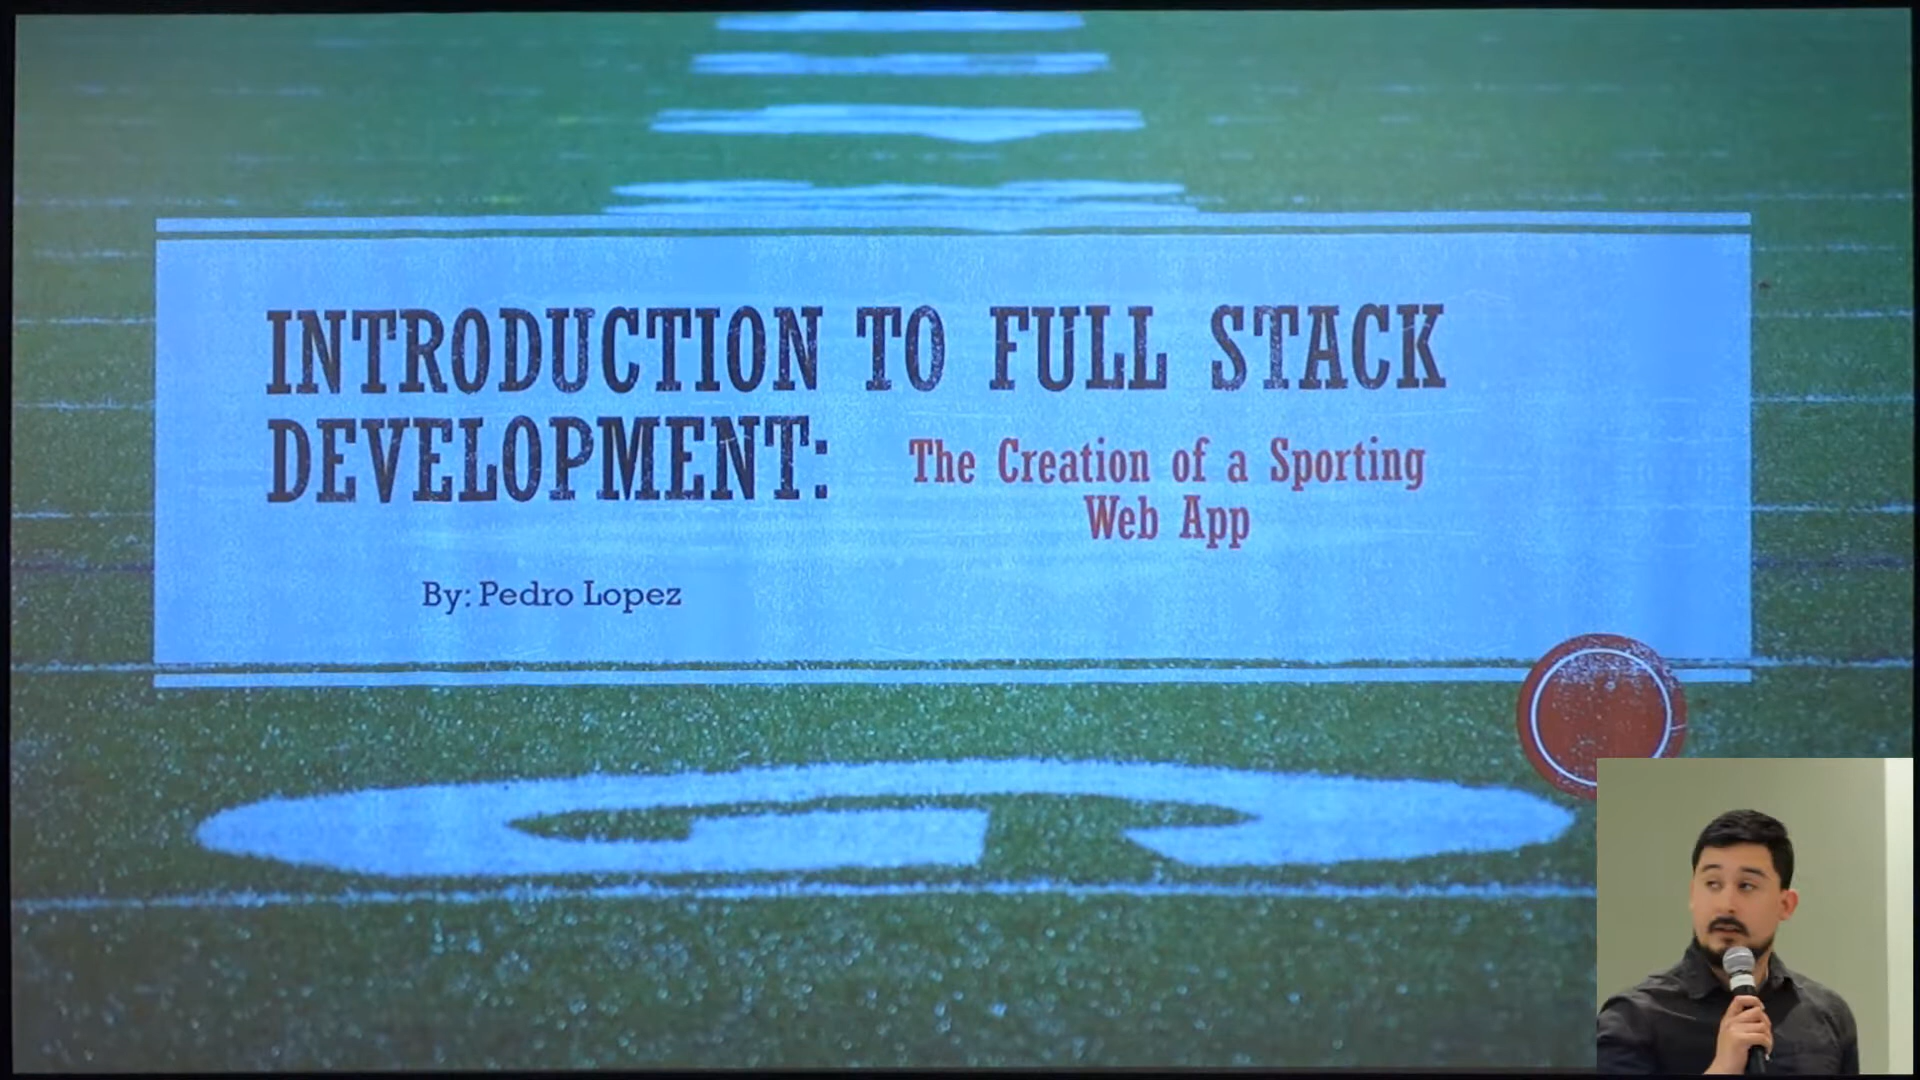 INTRODUCTION TO FULL STACK
DEVELOPMENT:
The Creation of a Sporting
Web App
By: Pedro Lopez